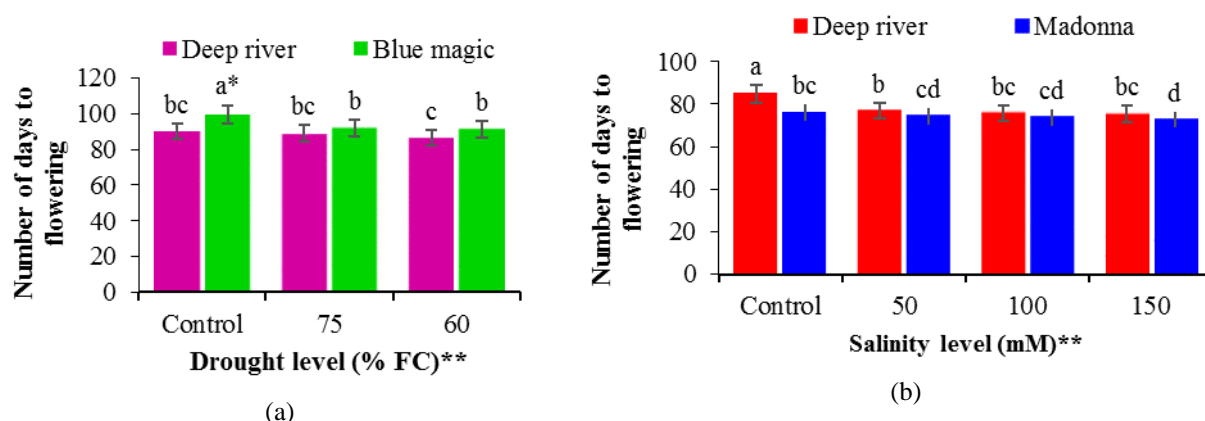 Deep river Blue magic
120
100
80
60
40
20
0
bc a* bc b c b
Number of days to
flowering
Control 75 60
Drought level (% FC)**
(a)
Deep river Madonna
100
80
60
40
20
0
a bc b cd bc cd bc d
Number of days to
flowering
Control 50 100 150
Salinity level (mM)**
(b)